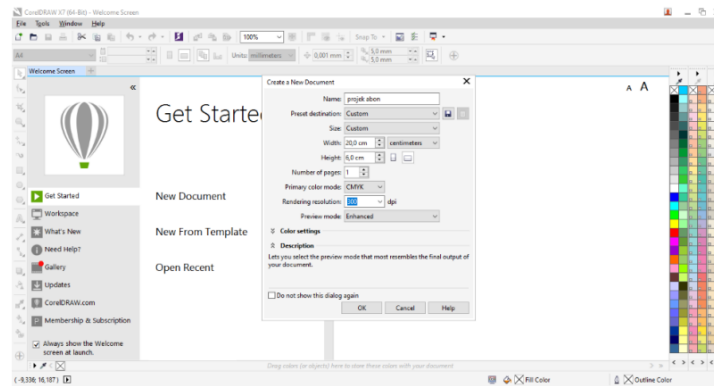 CorelDRAW X7 (64-Bit) - Welcome Screen
File Tools Window Help
100% Snap To
A4 Units: millimeters 0,001 mm 5,0 mm
5,0 mm
Welcome Screen
Create a New Document
Name: projek abon
Preset destination: Custom
Size: Custom
Width: 20,0 cm centimeters
Height: 6,0 cm
Number of pages: 1
Primary color mode: CMYK
Rendering resolution: 300 dpi
Preview mode: Enhanced
Color settings
Description
Lets you select the preview mode that most resembles the final output of
your document.
Do not show this dialog again
OK Cancel Help
A A
Get Starte
New Document
New From Template
Open Recent
Get Started
Workspace
What's New
Need Help?
Gallery
Updates
CorelDRAW.com
Membership & Subscription
Always show the Welcome
screen at launch.
Drag colors (or objects) here to store these colors with your document
(-9,336; 16,187) Fill Color Outline Color